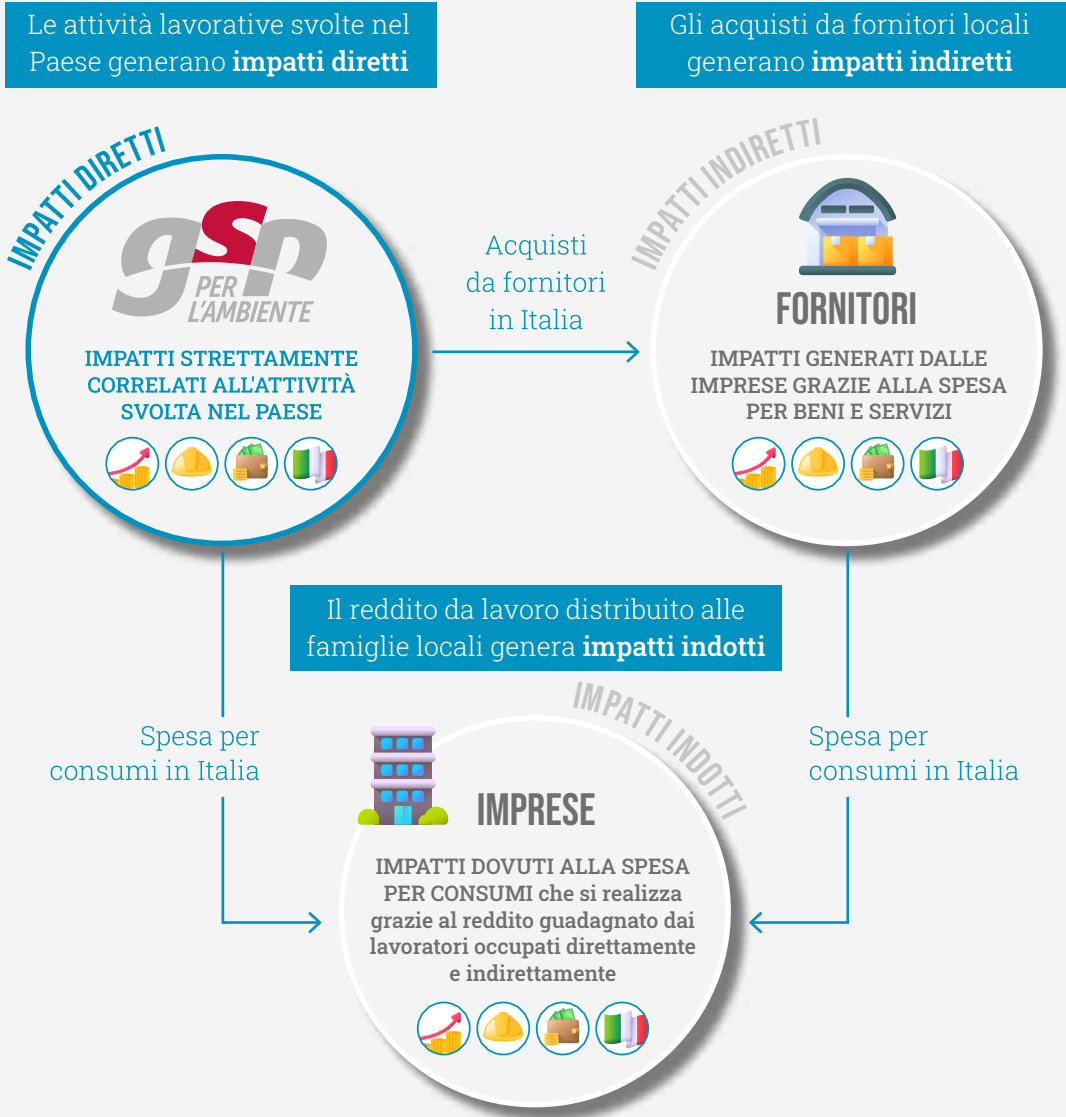 Le attività lavorative svolte nel
Paese generano impatti diretti
Gli acquisti da fornitori locali
generano impatti indiretti
IMPATTI DIRETTI
gsp
PER
L'AMBIENTE
IMPATTI STRETTAMENTE
CORRELATI ALL'ATTIVITÀ
SVOLTA NEL PAESE
Acquisti
da fornitori
in Italia
IMPATTI INDIRETTI
FORNITORI
IMPATTI GENERATI DALLE
IMPRESE GRAZIE ALLA SPESA
PER BENI E SERVIZI
Il reddito da lavoro distribuito alle
famiglie locali genera impatti indotti
Spesa per
consumi in Italia
IMPATTI INDOTTI
IMPRESE
IMPATTI DOVUTI ALLA SPESA
PER CONSUMI che si realizza
grazie al reddito guadagnato dai
lavoratori occupati direttamente
e indirettamente
Spesa per
consumi in Italia